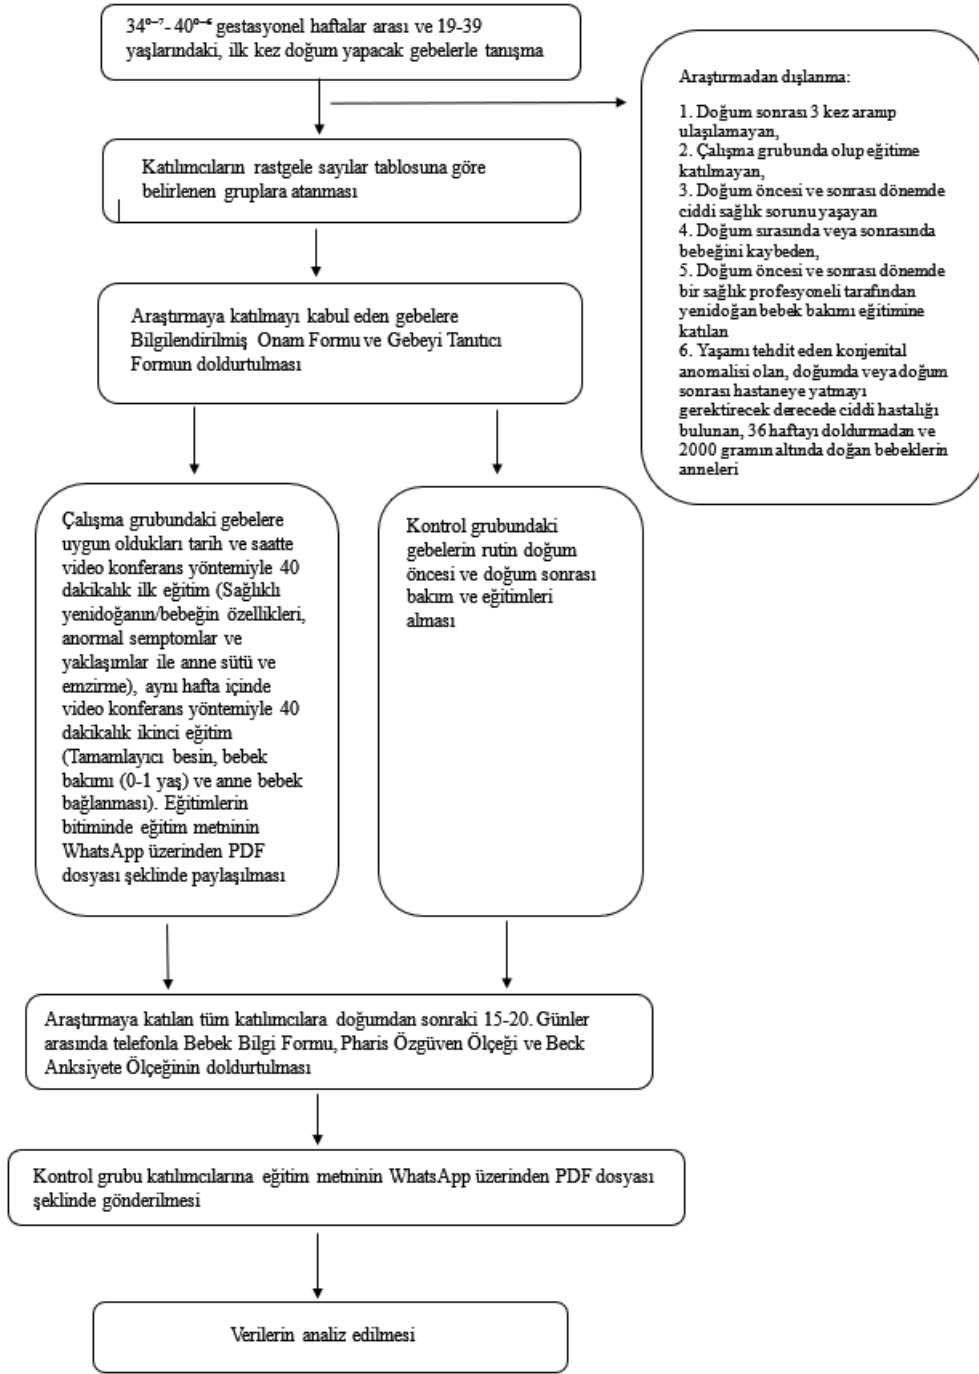 34⁰⁻⁷- 40⁰⁻⁶ gestasyonel haftalar arası ve 19-39
yaşlarındaki, ilk kez doğum yapacak gebelerle tanışma
Araştırmadan dışlanma:
1. Doğum sonrası 3 kez aranıp
ulaşılamayan,
2. Çalışma grubunda olup eğitime
katılmayan,
3. Doğum öncesi ve sonrası dönemde
ciddi sağlık sorunu yaşayan
4. Doğum sırasında veya sonrasında
bebeğini kaybeden,
5. Doğum öncesi ve sonrası dönemde
bir sağlık profesyoneli tarafından
yenidoğan bebek bakımı eğitimine
katılan
6. Yaşamı tehdit eden konjenital
anomalisi olan, doğumda veya doğum
sonrası hastaneye yatmayı
gerektirecek derecede ciddi hastalığı
bulunan, 36 haftayı doldurmadan ve
2000 gramın altında doğan bebeklerin
anneleri
Katılımcıların rastgele sayılar tablosuna göre
belirlenen gruplara atanması
Araştırmaya katılmayı kabul eden gebelere
Bilgilendirilmiş Onam Formu ve Gebeyi Tanıtıcı
Formun doldurtulması
Çalışma grubundaki gebelere
uygun oldukları tarih ve saatte
video konferans yöntemiyle 40
dakikalık ilk eğitim (Sağlıklı
yenidoğanın/bebeğin özellikleri,
anormal semptomlar ve
yaklaşımlar ile anne sütü ve
emzirme), aynı hafta içinde
video konferans yöntemiyle 40
dakikalık ikinci eğitim
(Tamamlayıcı besin, bebek
bakımı (0-1 yaş) ve anne bebek
bağlanması). Eğitimlerin
bitiminde eğitim metninin
WhatsApp üzerinden PDF
dosyası şeklinde paylaşılması
Kontrol grubundaki
gebelerin rutin doğum
öncesi ve doğum sonrası
bakım ve eğitimleri
alması
Araştırmaya katılan tüm katılımcılara doğumdan sonraki 15-20. Günler
arasında telefonla Bebek Bilgi Formu, Pharis Özgüven Ölçeği ve Beck
Anksiyete Ölçeğinin doldurtulması
Kontrol grubu katılımcılarına eğitim metninin WhatsApp üzerinden PDF dosyası
şeklinde gönderilmesi
Verilerin analiz edilmesi